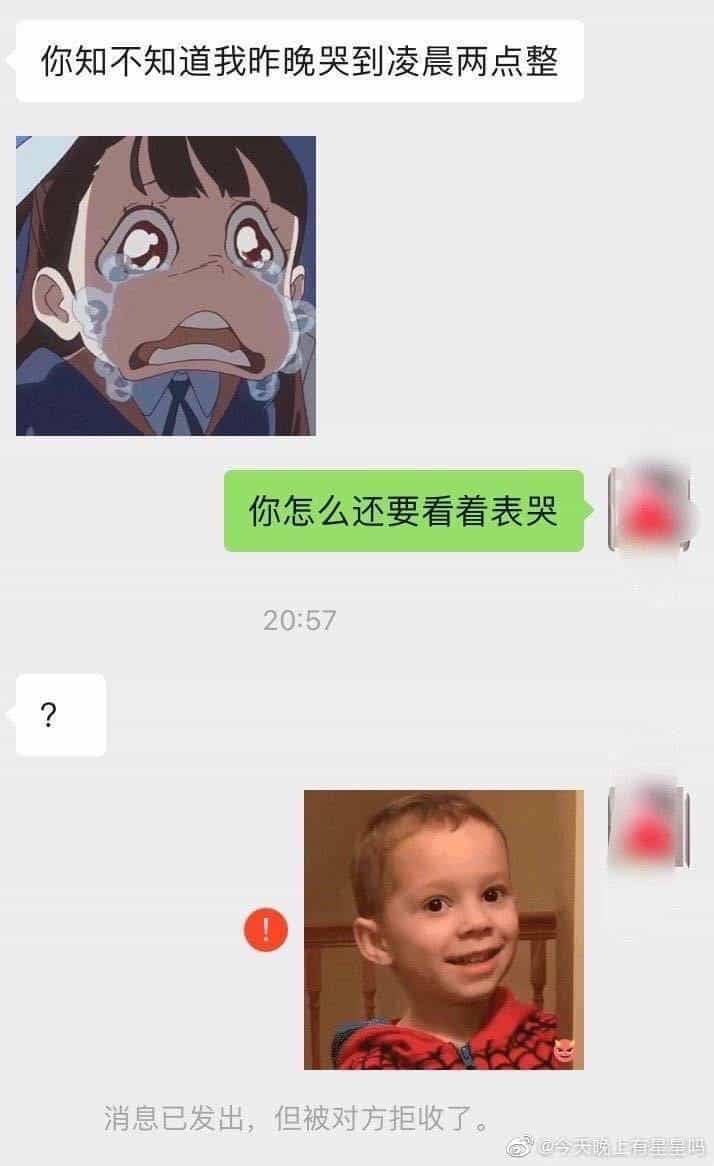 你知不知道我昨晚哭到凌晨两点整
你怎么还要看着表哭
20:57
?
!
消息已发出，但被对方拒收了。
@今天晚上有星星吗